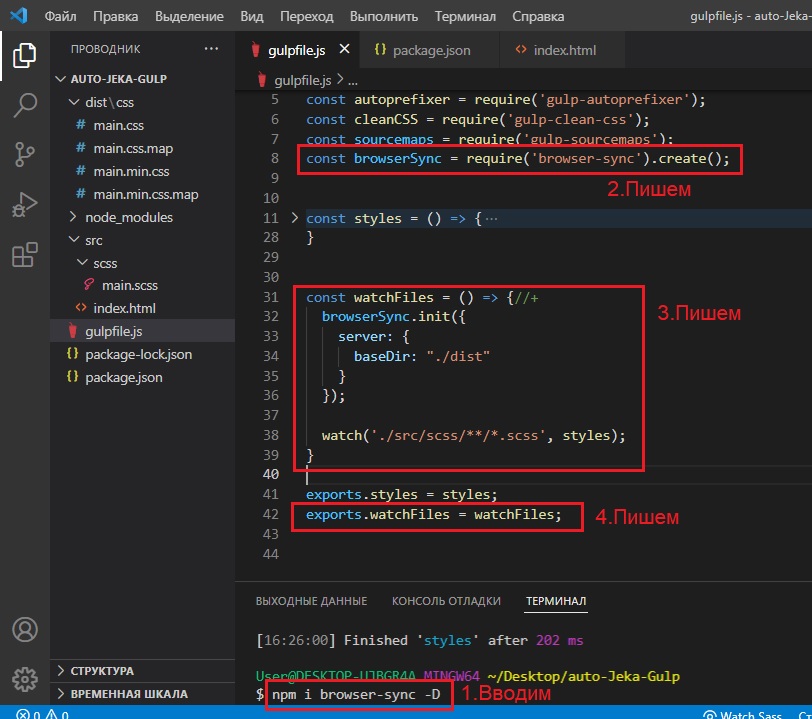 Файл Правка Выделение Вид Переход Выполнить Терминал Справка gulpfile.js - auto-Jeka-
ПРОВОДНИК ...
AUTO-JEKA-GULP
dist\css
main.css
main.css.map
main.min.css
main.min.css.map
node_modules
src
scss
main.scss
index.html
gulpfile.js
package-lock.json
package.json
СТРУКТУРА
ВРЕМЕННАЯ ШКАЛА
gulpfile.js × package.json index.html
gulpfile.js > ...
5 const autoprefixer = require('gulp-autoprefixer');
6 const cleanCSS = require('gulp-clean-css');
7 const sourcemaps = require('gulp-sourcemaps');
8 const browserSync = require('browser-sync').create();
9
2.Пишем
10
11 > const styles = () => {...
28 }
29
30
31 const watchFiles = () => {//+
32 browserSync.init({
3.Пишем
33 server: {
34 baseDir: "./dist"
35 }
36 });
37
38 watch('./src/scss/**/*.scss', styles);
39 }
40
41 exports.styles = styles;
42 exports.watchFiles = watchFiles;
4.Пишем
43
44
ВЫХОДНЫЕ ДАННЫЕ КОНСОЛЬ ОТЛАДКИ ТЕРМИНАЛ
[16:26:00] Finished 'styles' after 202 ms
User@DESKTOP-UJBGR4A MINGW64 ~/Desktop/auto-Jeka-Gulp
$ npm i browser-sync -D
1.Вводим
0 0 Watch Sass